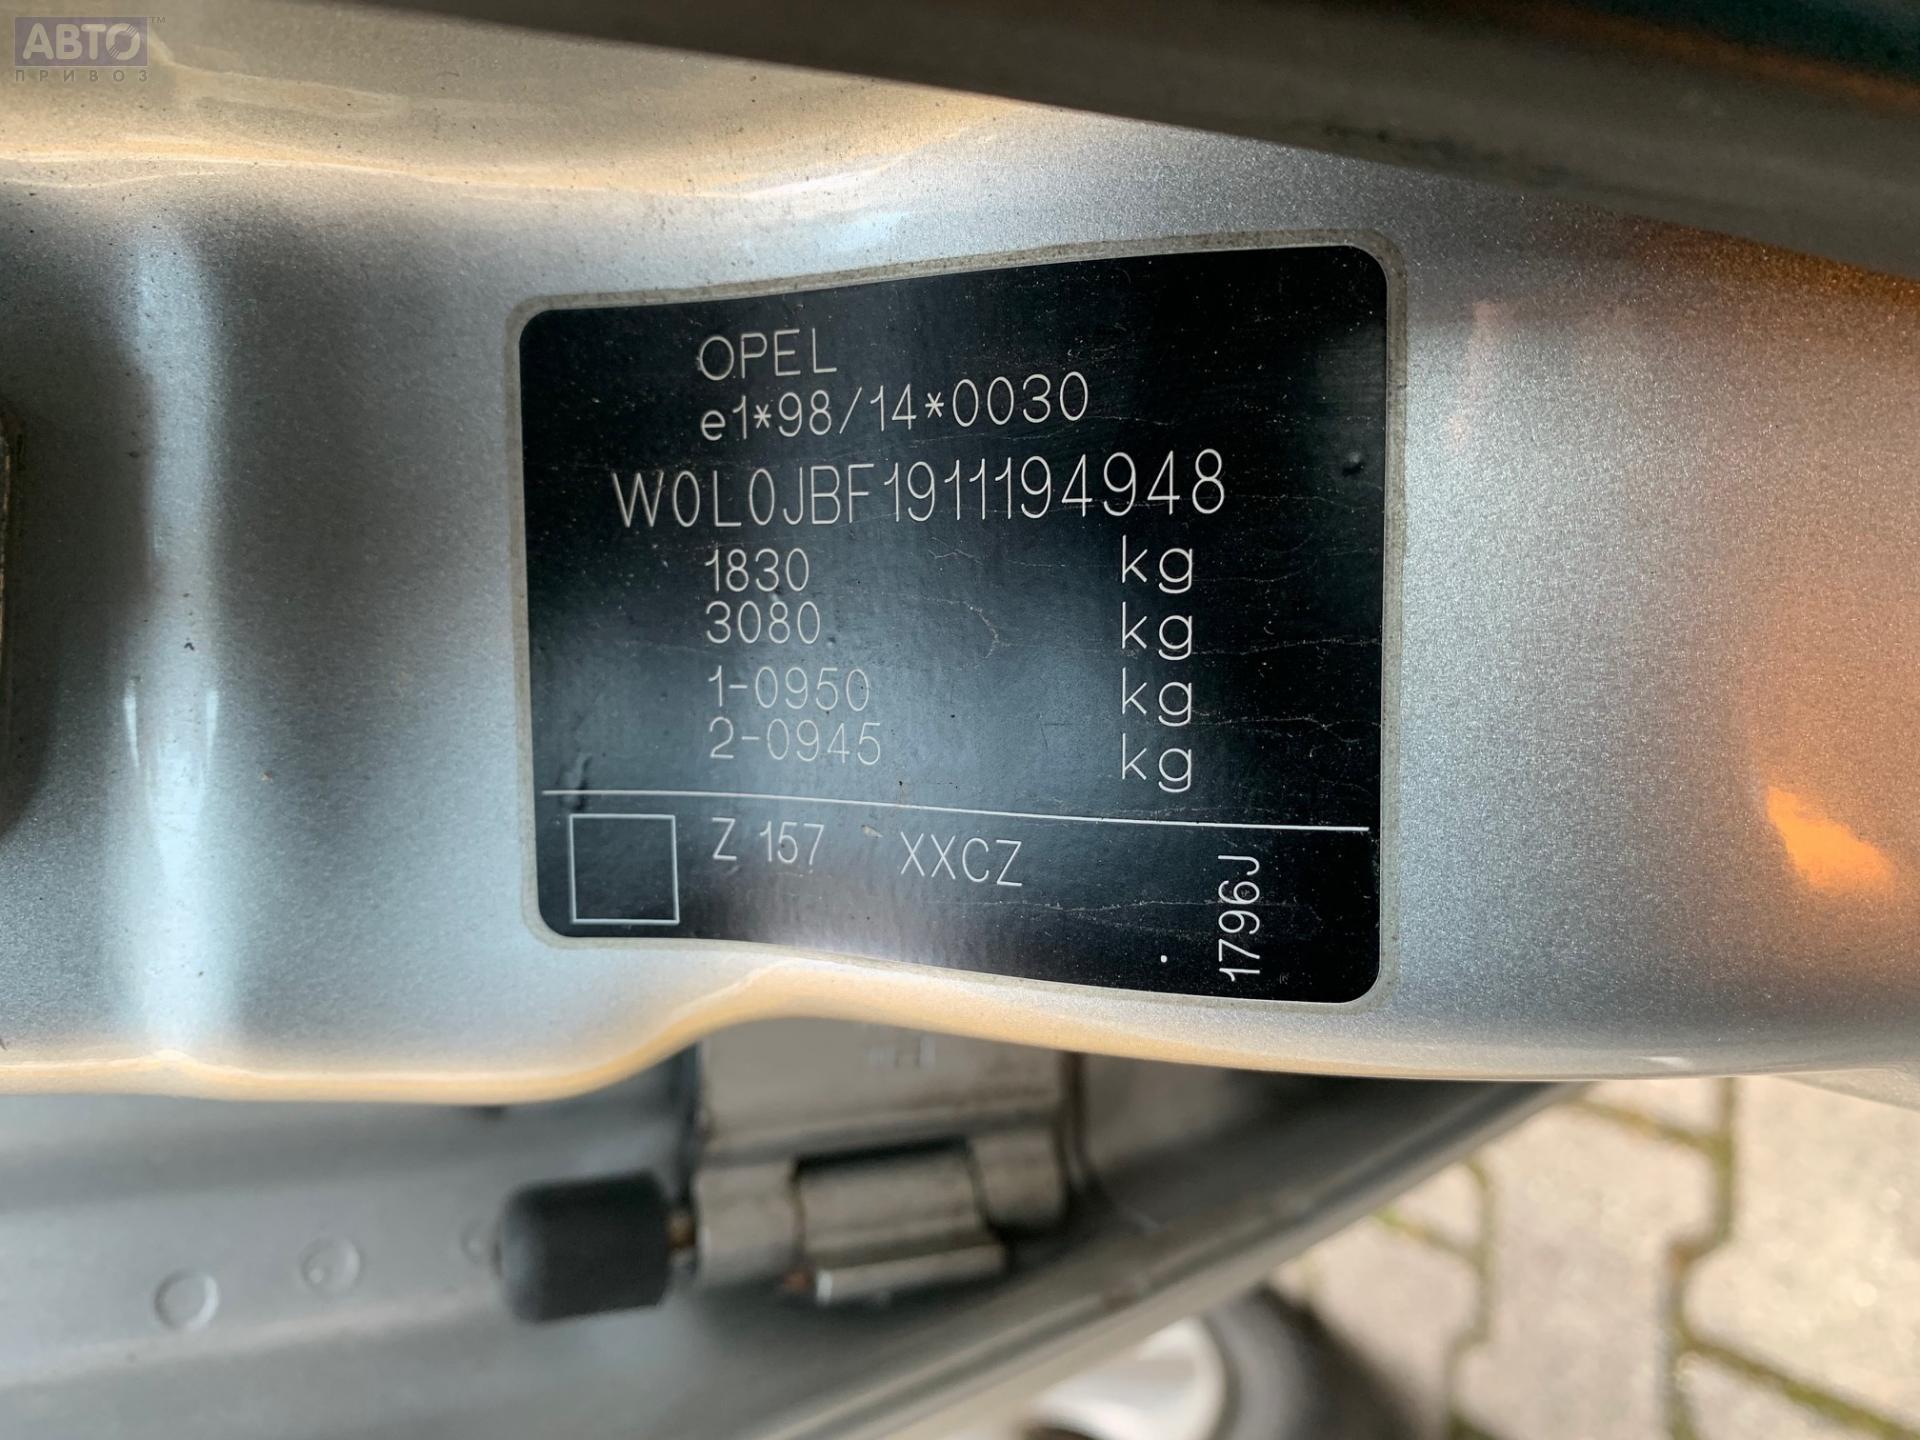 АВТО™
ПРИВОЗ
OPEL
e1*98/14*0030
W0L0JBF1911194948
1830 kg
3080 kg
1-0950 kg
2-0945 kg
Z 157 XXCZ
1796J